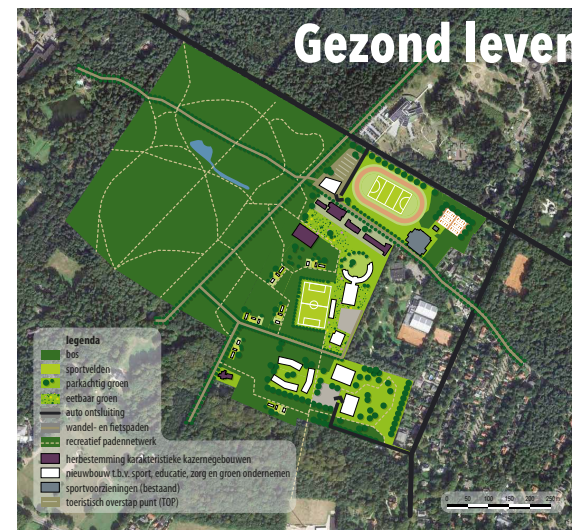 Gezond leven
legenda
bos
sportvelden
parkachtig groen
eetbaar groen
auto ontsluiting
wandel- en fietspaden
recreatief padennetwerk
herbestemming karakteristieke kazernegebouwen
nieuwbouw t.b.v. sport, educatie, zorg en groen ondernemen
sportvoorzieningen (bestaand)
toeristisch overstap punt (TOP)
0 50 100 150 200 250m